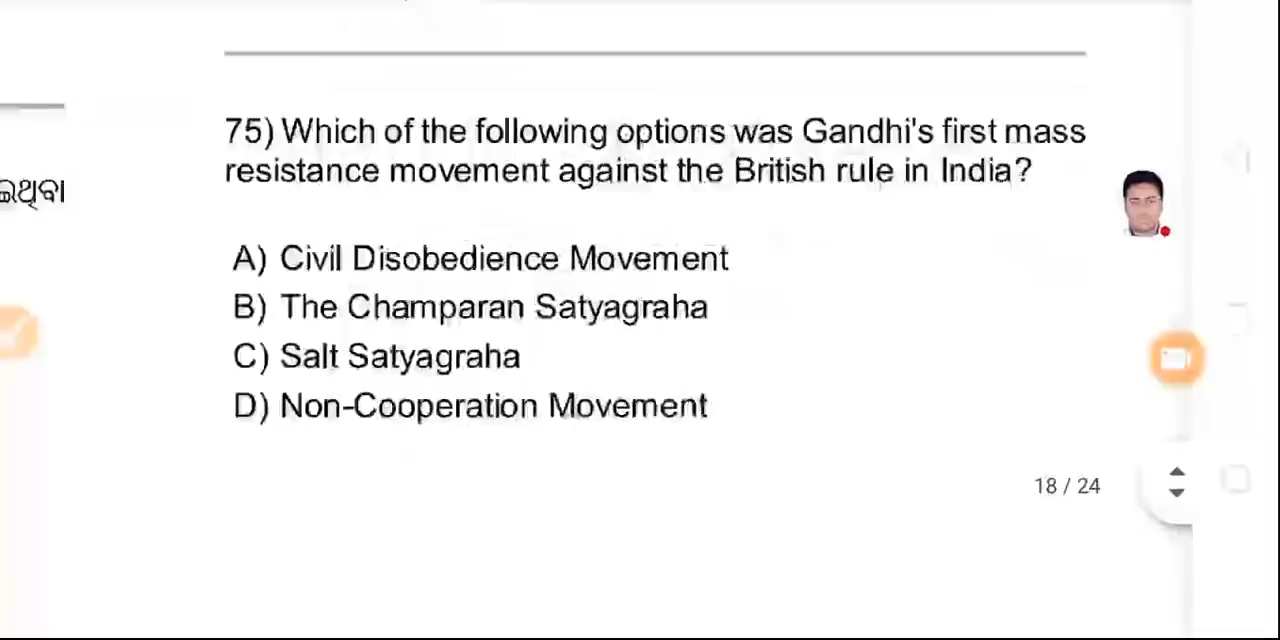 75) Which of the following options was Gandhi's first mass
resistance movement against the British rule in India?
ଇଥିବା
A) Civil Disobedience Movement
B) The Champaran Satyagraha
C) Salt Satyagraha
D) Non-Cooperation Movement
18 / 24